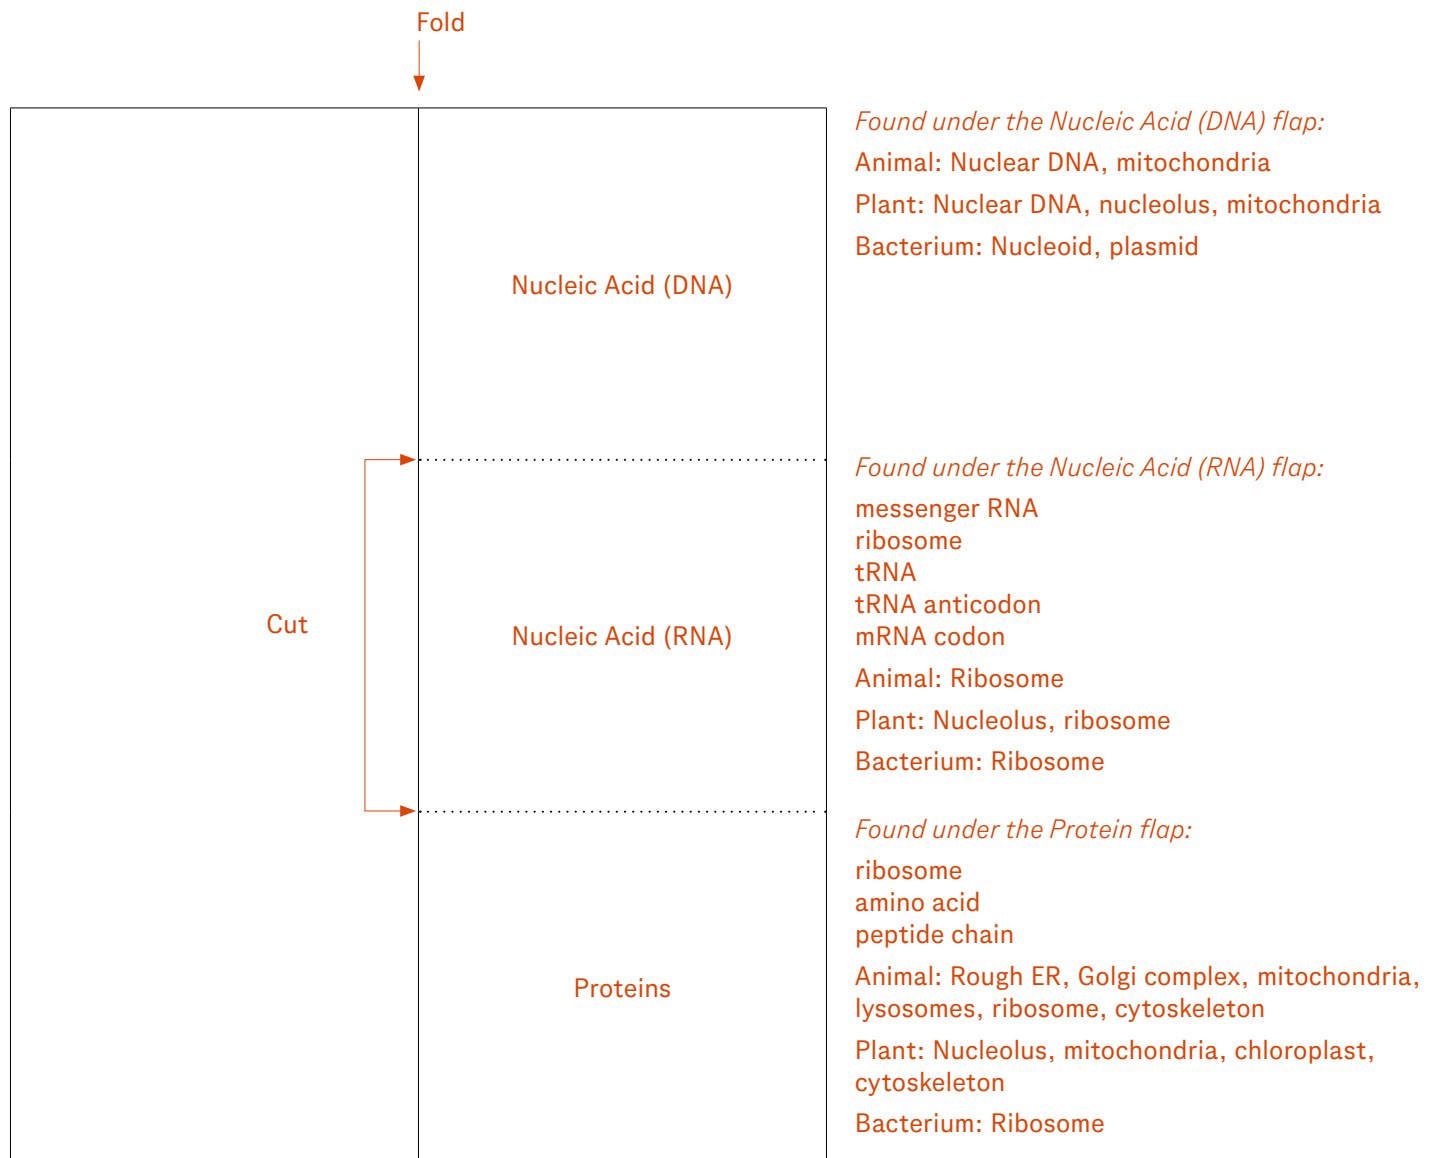 Fold
Found under the Nucleic Acid (DNA) flap:
Animal: Nuclear DNA, mitochondria
Plant: Nuclear DNA, nucleolus, mitochondria
Bacterium: Nucleoid, plasmid
Nucleic Acid (DNA)
Found under the Nucleic Acid (RNA) flap:
messenger RNA
ribosome
tRNA
tRNA anticodon
mRNA codon
Cut
Nucleic Acid (RNA)
Animal: Ribosome
Plant: Nucleolus, ribosome
Bacterium: Ribosome
Found under the Protein flap:
ribosome
amino acid
peptide chain
Proteins
Animal: Rough ER, Golgi complex, mitochondria,
lysosomes, ribosome, cytoskeleton
Plant: Nucleolus, mitochondria, chloroplast,
cytoskeleton
Bacterium: Ribosome